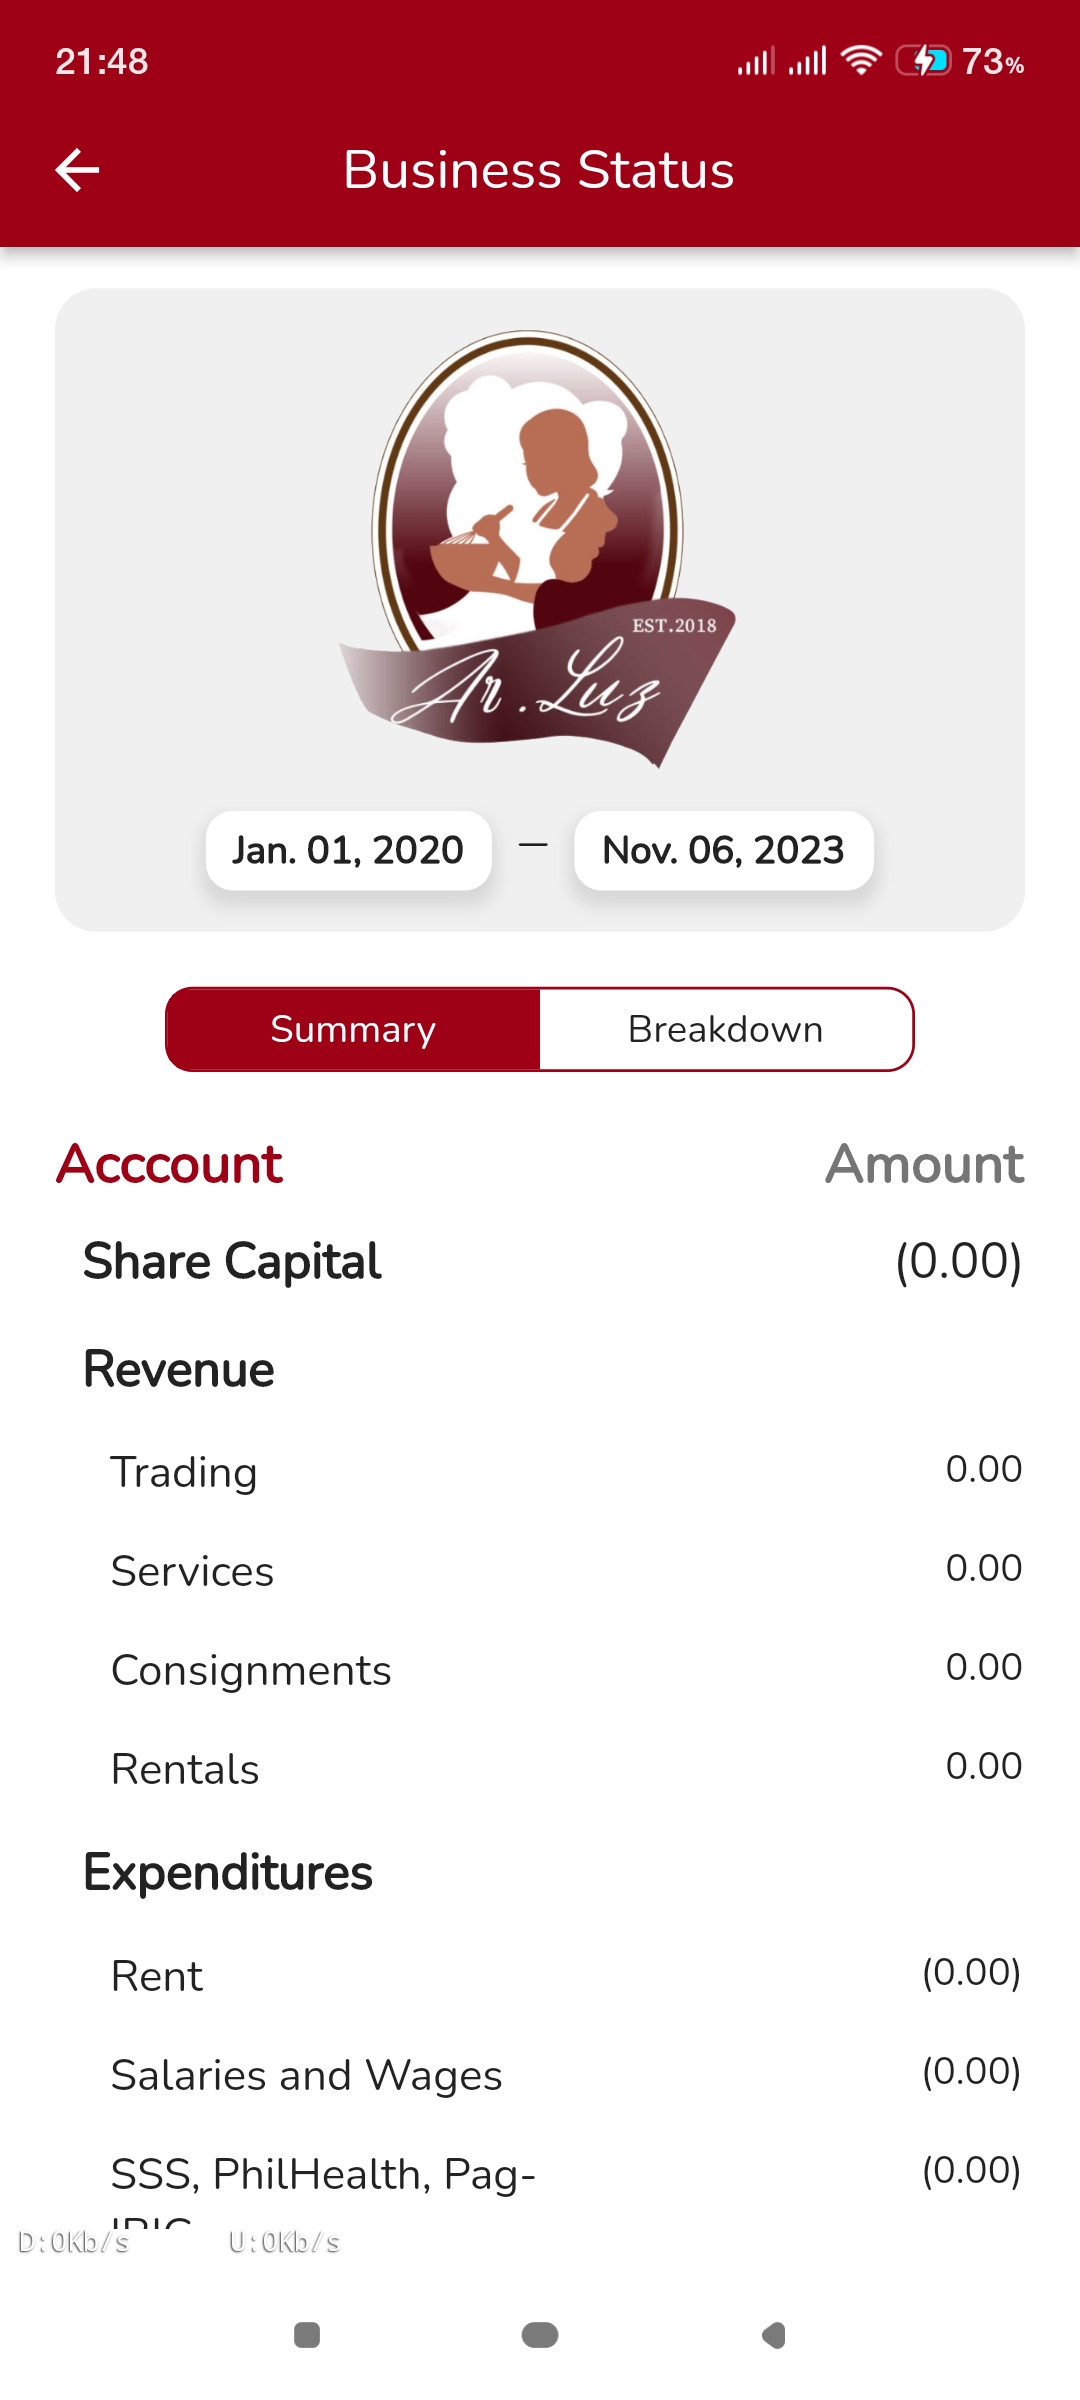 21:48
73%
Business Status
EST.2018
Ar. Luz
Jan. 01, 2020 — Nov. 06, 2023
Summary Breakdown
Acccount Amount
Share Capital (0.00)
Revenue
Trading 0.00
Services 0.00
Consignments 0.00
Rentals 0.00
Expenditures
Rent (0.00)
Salaries and Wages (0.00)
SSS, PhilHealth, Pag- (0.00)
IBIG
D:0Kb/s U:0Kb/s